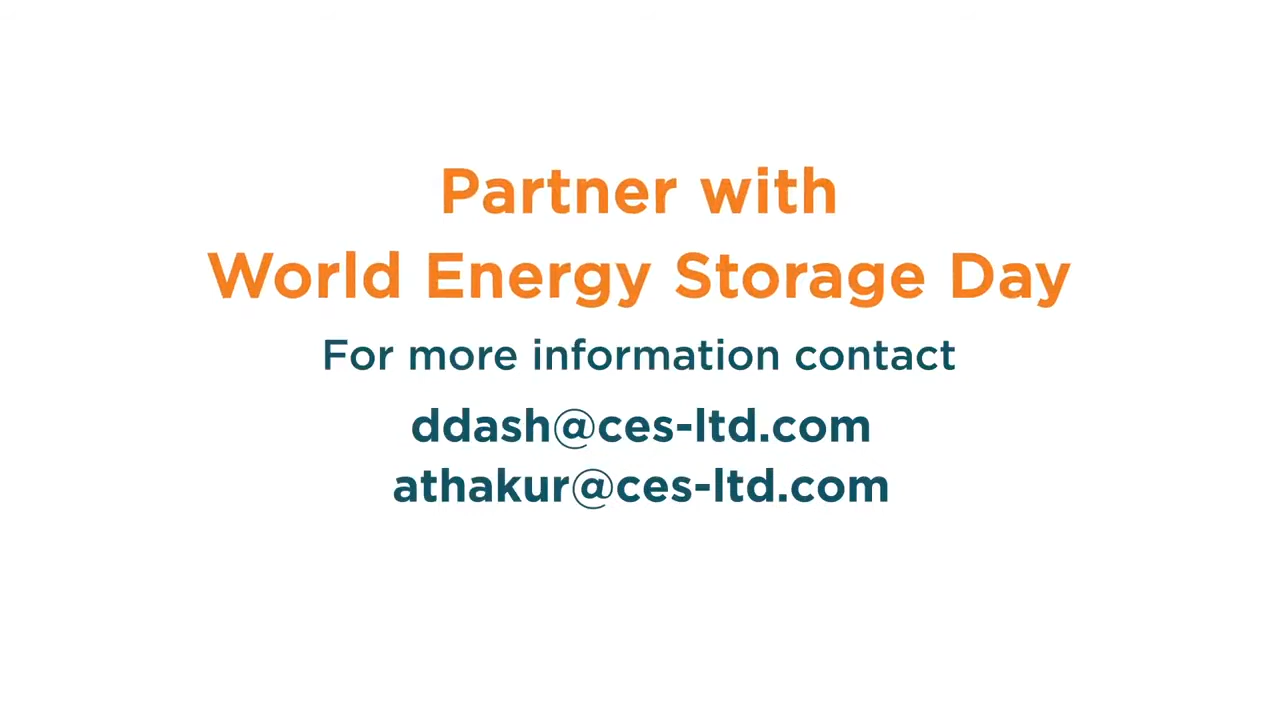 Partner with
World Energy Storage Day
For more information contact
ddash@ces-ltd.com
athakur@ces-ltd.com